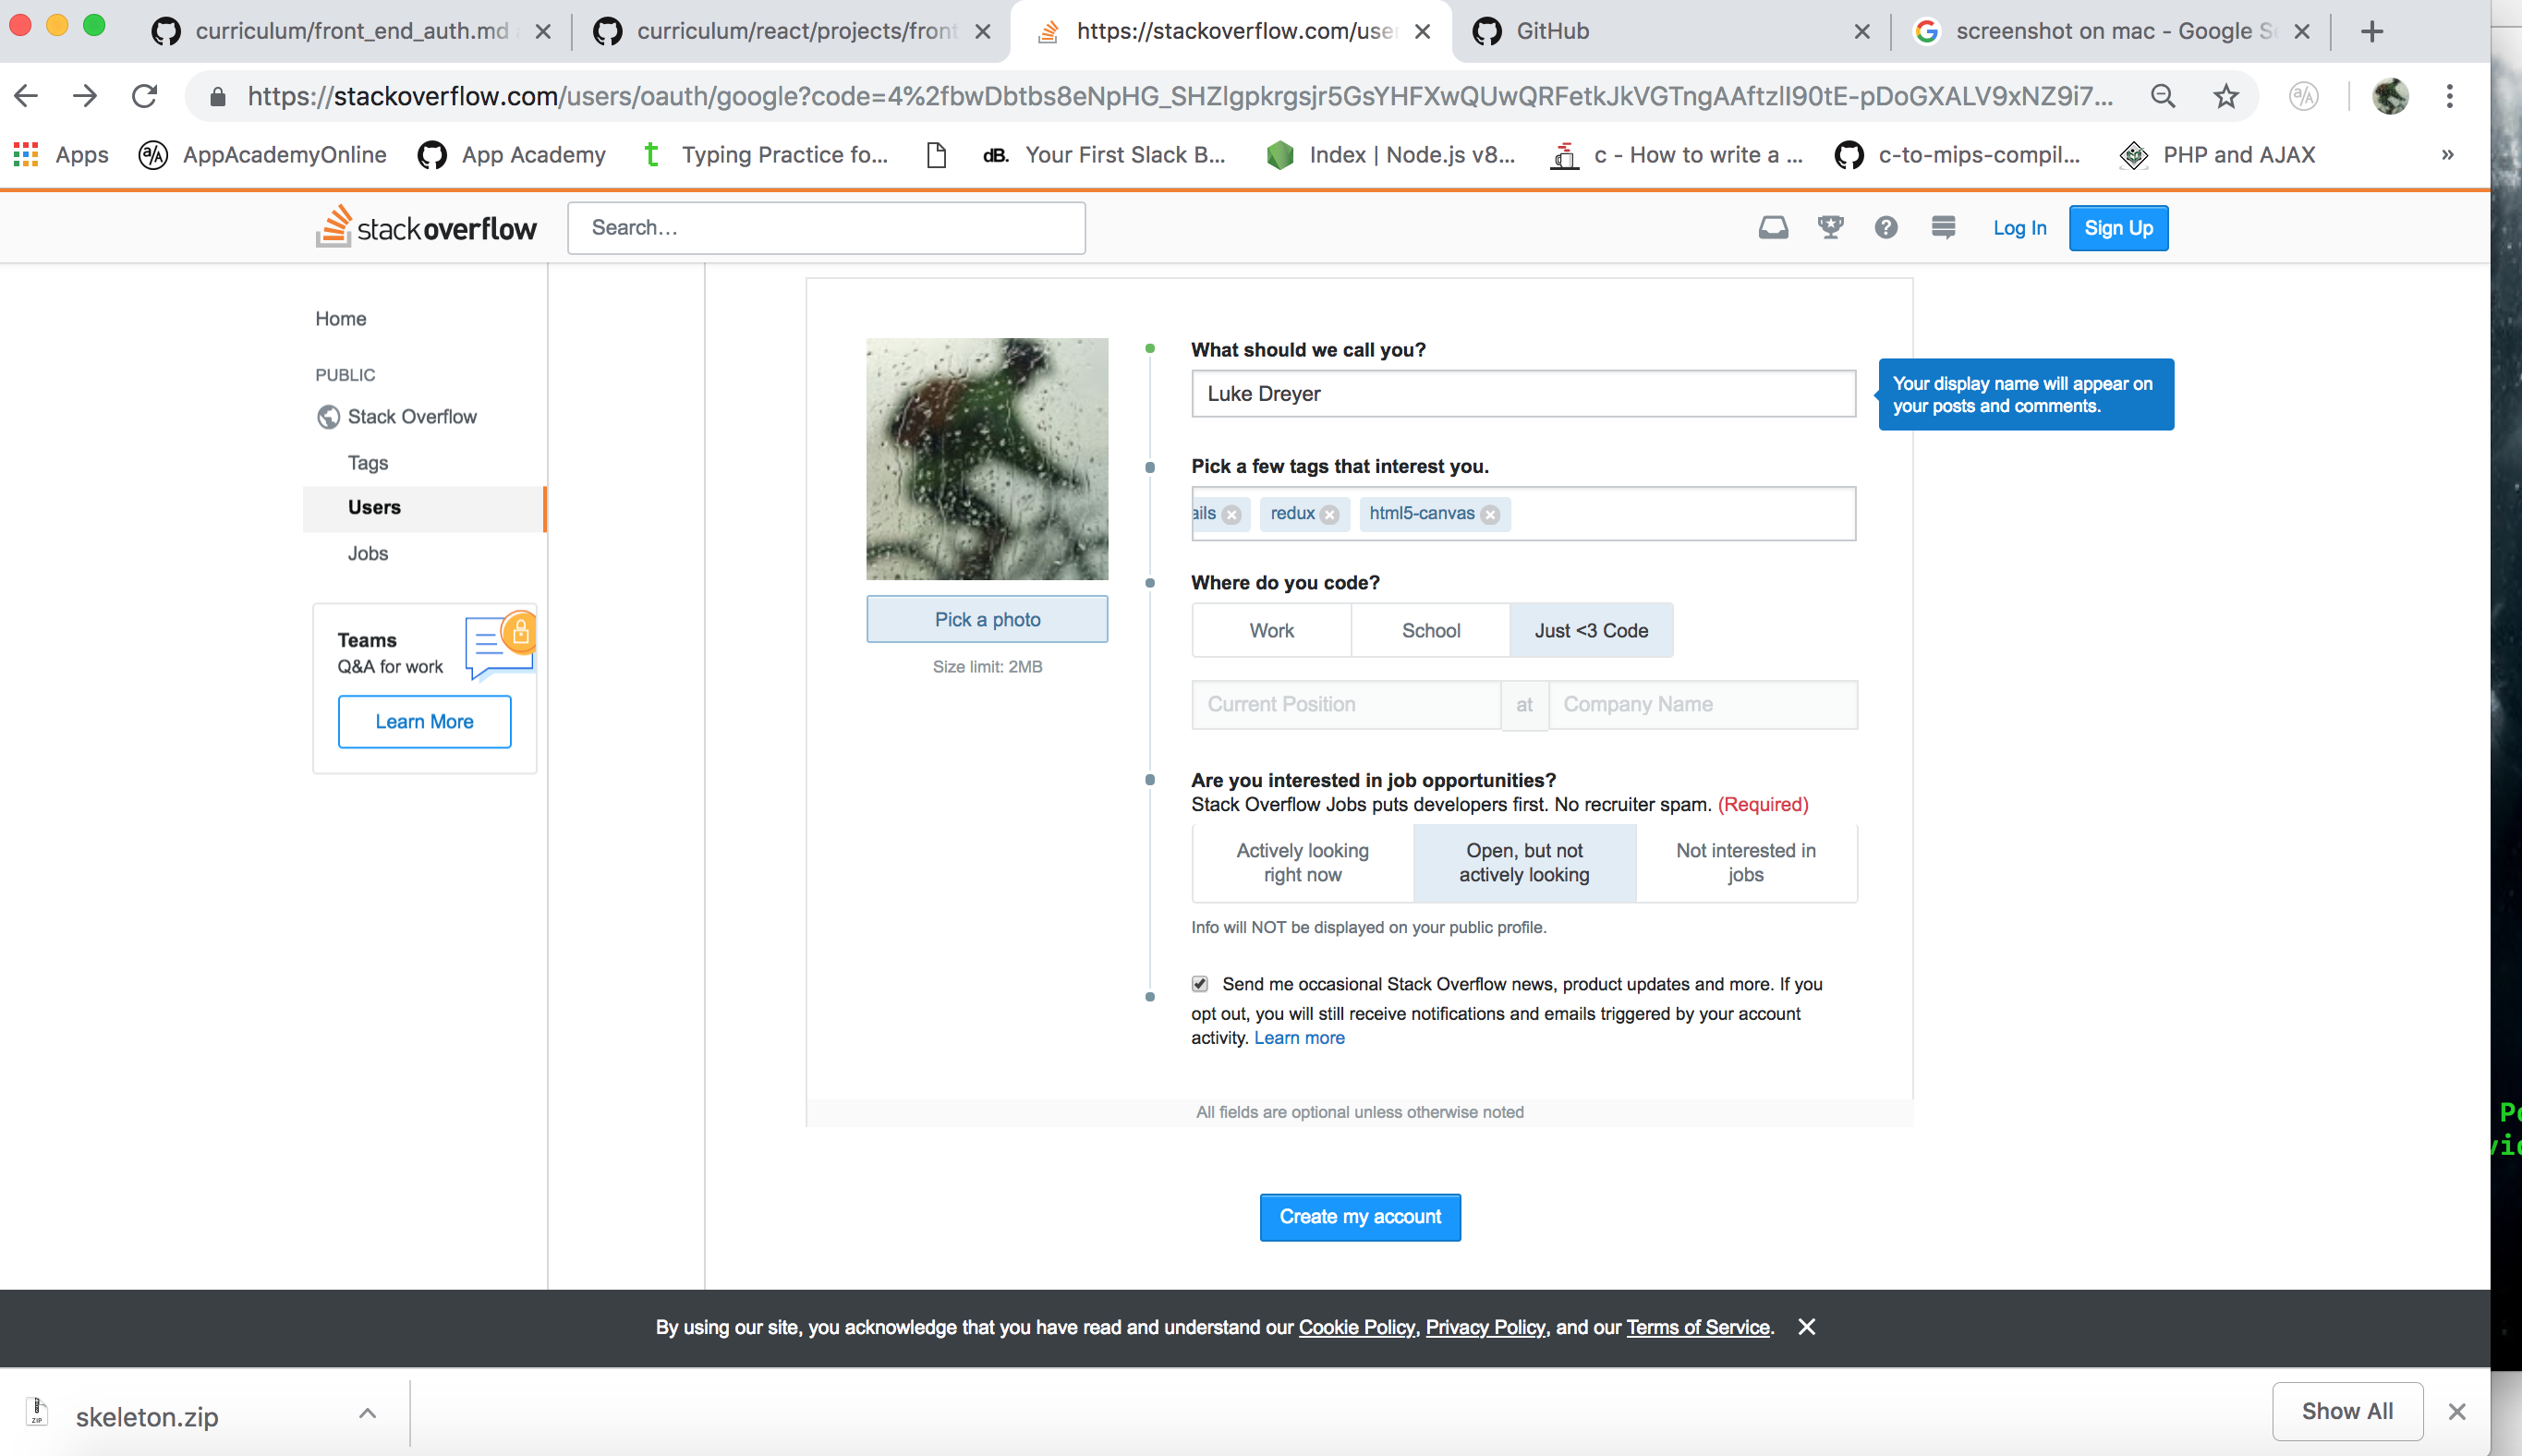 curriculum/front_end_auth.md
curriculum/react/projects/front
https://stackoverflow.com/user
GitHub
screenshot on mac - Google S
https://stackoverflow.com/users/oauth/google?code=4%2fbwDbtbs8eNpHG_SHZlgpkrgsjr5GsYHFXwQUwQRFetkJkVGTngAAftzlI90tE-pDoGXALV9xNZ9i7...
Apps
AppAcademyOnline
App Academy
Typing Practice fo...
dB.
Your First Slack B...
Index | Node.js v8...
c - How to write a ...
c-to-mips-compil...
PHP and AJAX
»
stackoverflow
Search...
Log In
Sign Up
Home
PUBLIC
Stack Overflow
Tags
Users
Jobs
Teams
Q&A for work
Learn More
Pick a photo
Size limit: 2MB
What should we call you?
Luke Dreyer
Your display name will appear on
your posts and comments.
Pick a few tags that interest you.
ails
redux
html5-canvas
Where do you code?
Work
School
Just <3 Code
Current Position
at
Company Name
Are you interested in job opportunities?
Stack Overflow Jobs puts developers first. No recruiter spam. (Required)
Actively looking
right now
Open, but not
actively looking
Not interested in
jobs
Info will NOT be displayed on your public profile.
Send me occasional Stack Overflow news, product updates and more. If you
opt out, you will still receive notifications and emails triggered by your account
activity. Learn more
All fields are optional unless otherwise noted
Create my account
By using our site, you acknowledge that you have read and understand our Cookie Policy, Privacy Policy, and our Terms of Service.
skeleton.zip
Show All